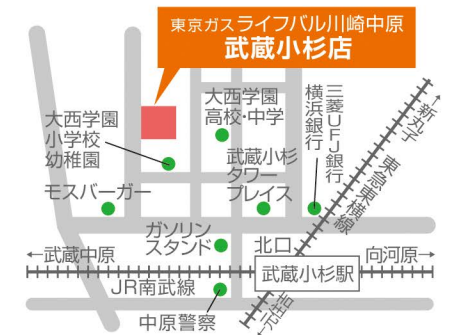 東京ガスライフバル川崎中原
武蔵小杉店
大西学園
小学校
幼稚園
大西学園
高校・中学
三菱UFJ銀行
横浜銀行
←新丸子
東急東横線
武蔵小杉
タワー
プレイス
モスバーガー
ガソリン
スタンド
北口
←武蔵中原
向河原→
武蔵小杉駅
JR南武線
元住吉→
中原警察